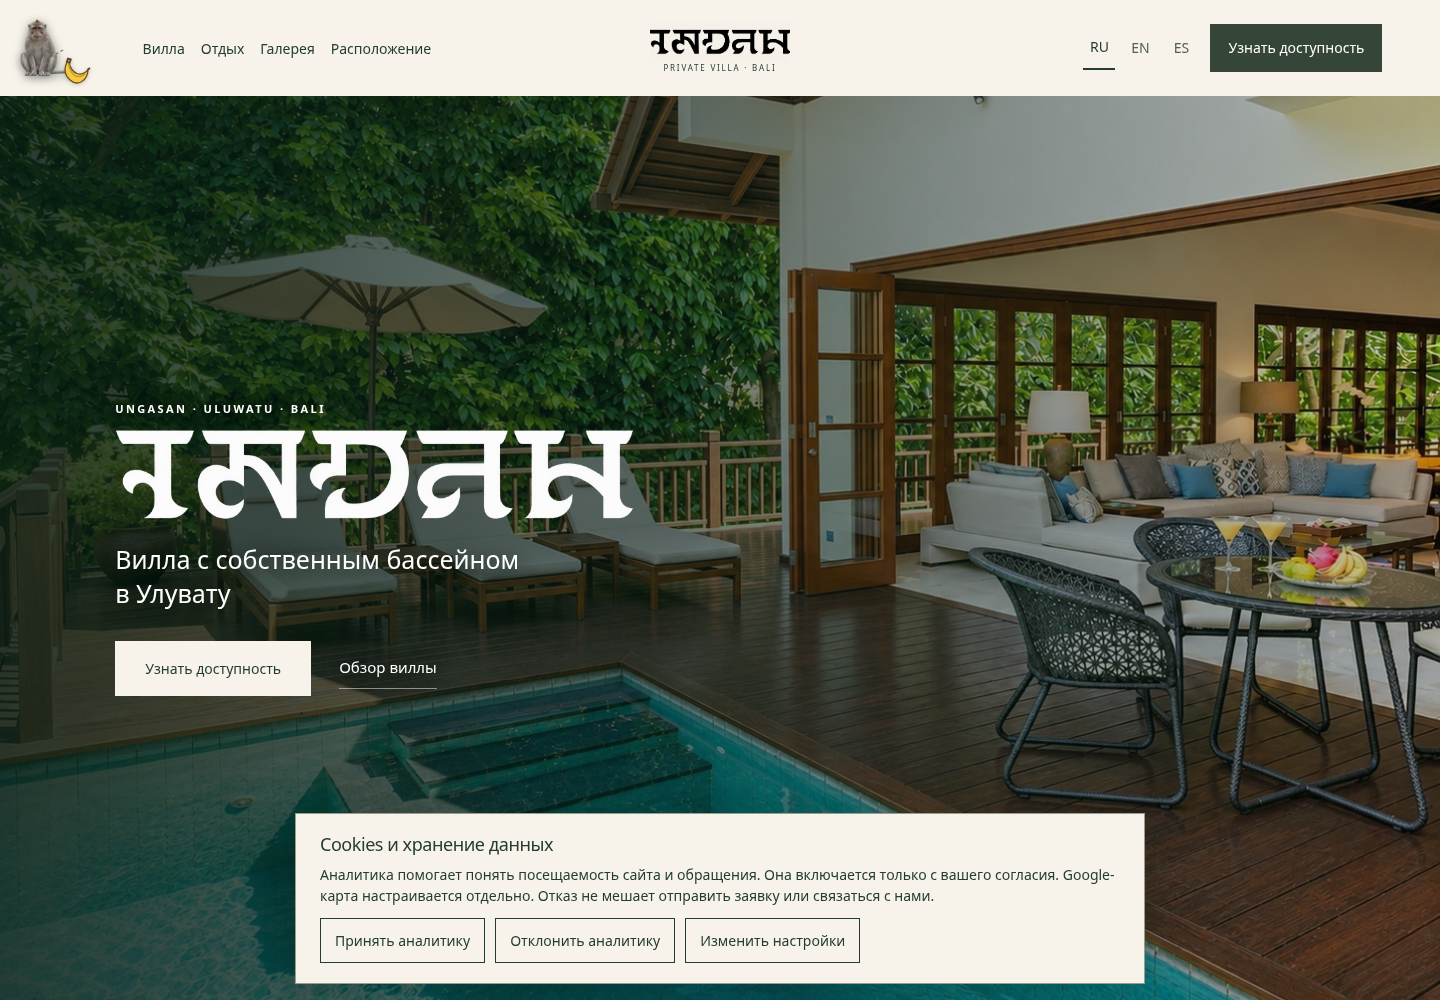 Вилла Отдых Галерея Расположение
INDAH
PRIVATE VILLA · BALI
RU EN ES
Узнать доступность
UNGASAN · ULUWATU · BALI
INDAH
Вилла с собственным бассейном
в Улувату
Узнать доступность
Обзор виллы
Cookies и хранение данных
Аналитика помогает понять посещаемость сайта и обращения. Она включается только с вашего согласия. Google-
карта настраивается отдельно. Отказ не мешает отправить заявку или связаться с нами.
Принять аналитику
Отклонить аналитику
Изменить настройки